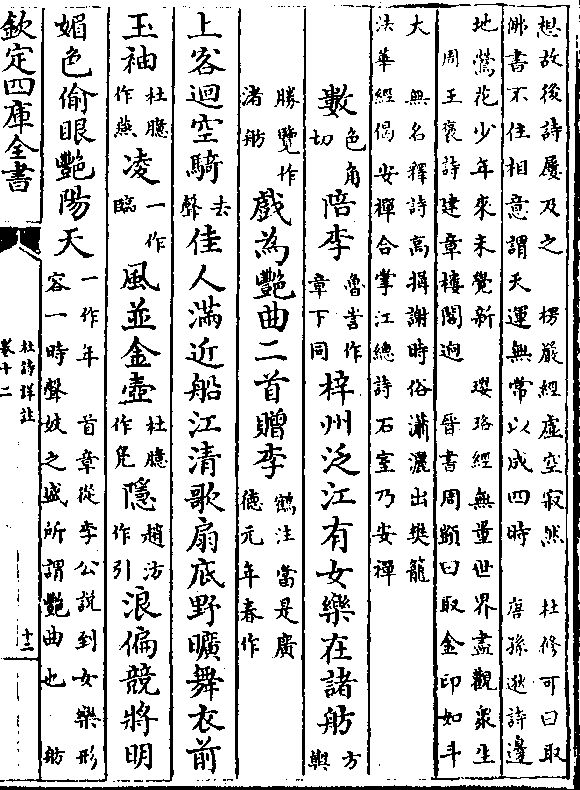 想故後詩屢及之　楞嚴經虛空寂然　杜修可曰取
佛書不住相意謂天運無常以成四時　唐孫逖詩邊
地鶯花少年來未覺新　瓔珞經無量世界盡觀衆生
周王褒詩建章樓閣迥　晉書周顗曰取金印如斗
大　無名釋詩高搁謝時俗瀟灑出樊籠
法華經偈安禪合掌江總詩石室乃安禪
數色角切陪李魯訔作章下同梓州泛江有女樂在諸舫方與
勝覽作渚舫戲為艷曲二首贈李鶴注當是廣德元年春作
上客迴空騎去聲佳人滿近船江清歌扇底野曠舞衣前
玉袖杜臆作燕凌一作臨風並金壺杜臆作凫隱趙汸作引浪偏競將明
媚色偷眼艷陽天一作年　首章從李公說到女樂形容一時聲妓之盛所謂艷曲也　舫
欽定四庫全書
杜詩詳註
卷十二
十三